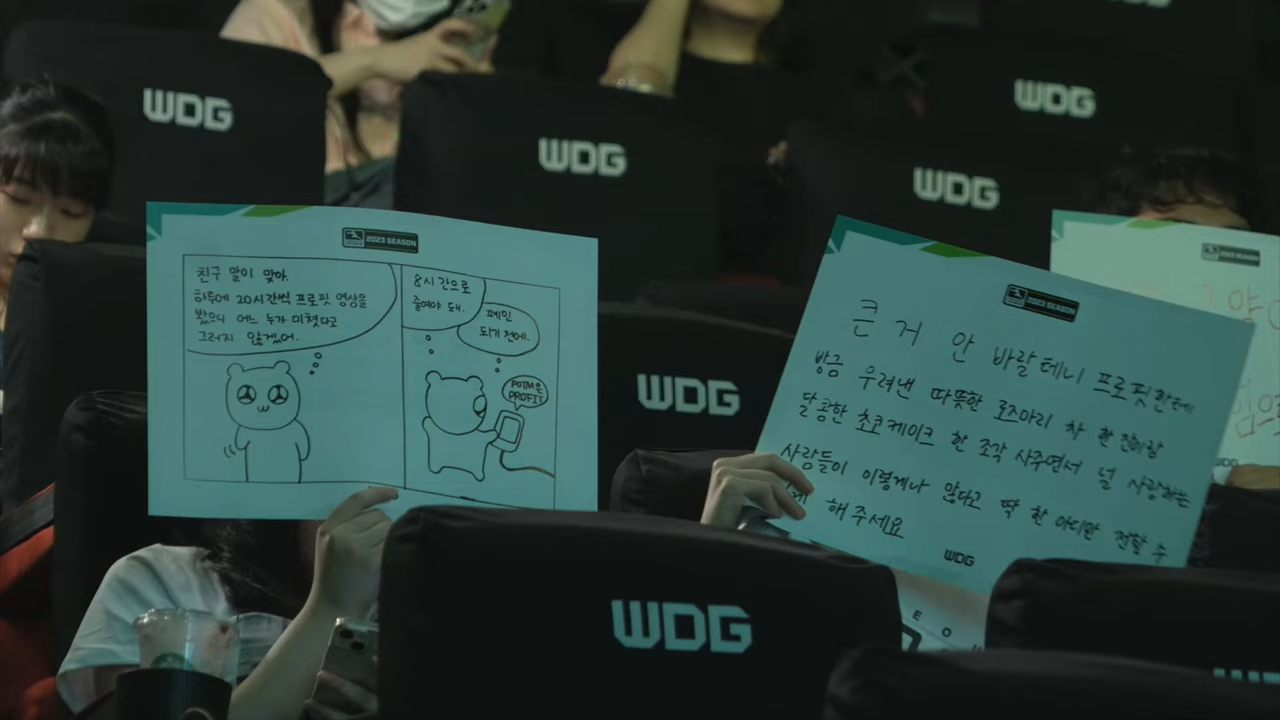 WDG
WDG
WDG
WDG
2023 SEASON
친구 말이 맞아.
하루에 20시간씩 프로핏 영상을
봤으니 어느 누가 미쳤다고
그러지 않겠어.
8시간으로
줄여야 돼.
폐인
되기 전에.
POTM은
PROFIT
WDG
2023 SEASON
큰 거 안 바랄테니 프로핏한테
방금 우려낸 따뜻한 로즈마리 차 한 잔이랑
달콤한 초코케이크 한 조각 사주면서 널 사랑하는
사람들이 이렇게나 많다고 딱 한 마디만 전할 수
해 주세요
WDG
2023 SEASON
WDG
WDG